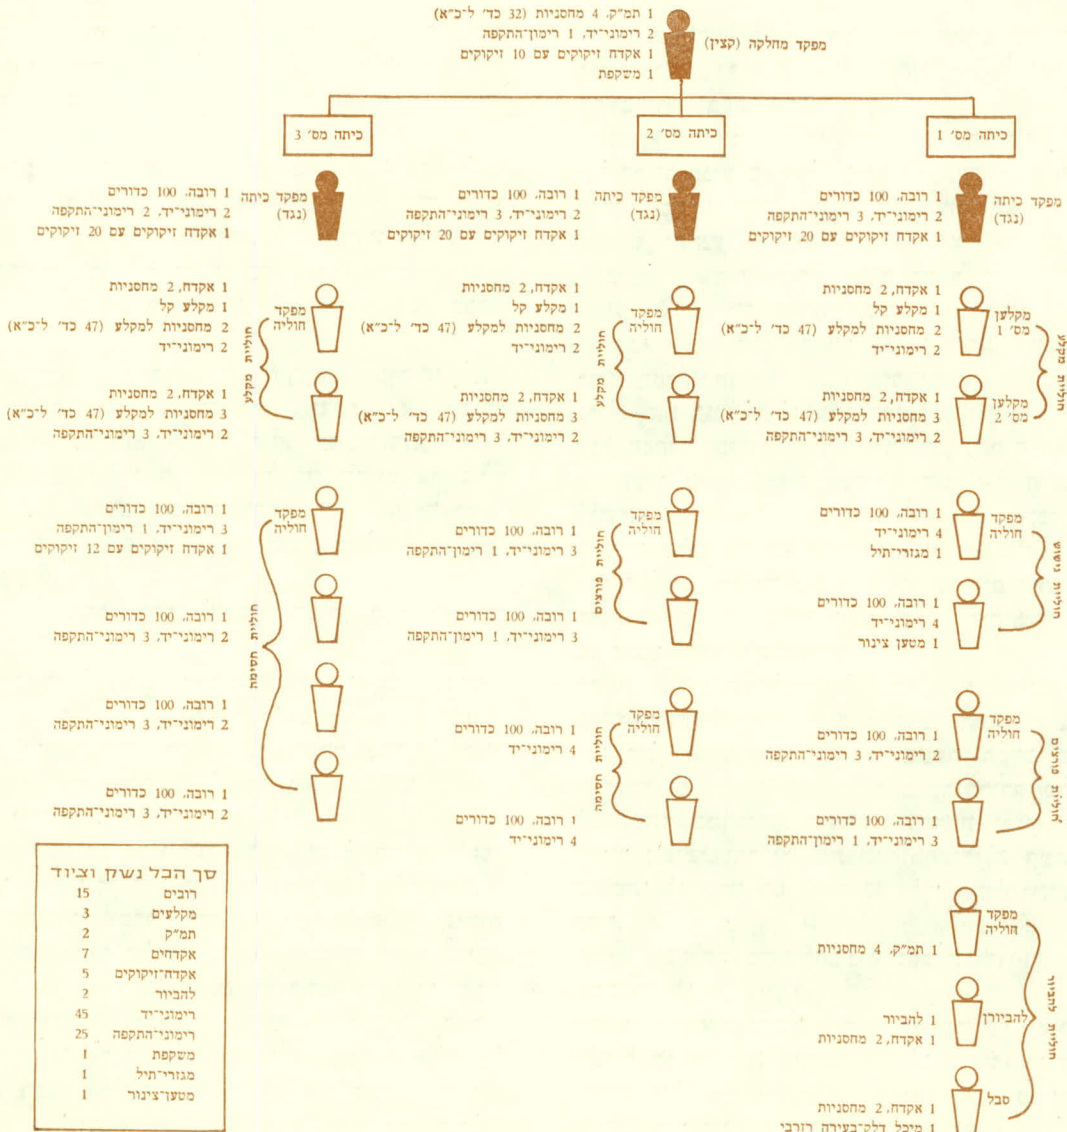 1 תמ"ק, 4 מחסניות (32 כד' ל־כ"א)
2 רימוני־יד, 1 רימון־התקפה
1 אקדח זיקוקים עם 10 זיקוקים
1 משקפת
מפקד מחלקה (קצין)
כיתה מס' 1
כיתה מס' 2
כיתה מס' 3
מפקד כיתה
(נגד)
1 רובה, 100 כדורים
2 רימוני־יד, 3 רימוני־התקפה
1 אקדח זיקוקים עם 20 זיקוקים
מקלען
מס' 1
1 אקדח, 2 מחסניות
1 מקלע קל
2 מחסניות למקלע (47 כד' ל־כ"א)
2 רימוני־יד
מקלען
מס' 2
1 אקדח, 2 מחסניות
3 מחסניות למקלע (47 כד' ל־כ"א)
2 רימוני־יד, 3 רימוני־התקפה
חוליית מקלע
מפקד
חוליה
1 רובה, 100 כדורים
4 רימוני־יד
1 מגזרי־תיל
1 רובה, 100 כדורים
4 רימוני־יד
1 מטען צינור
חוליית גישוש
מפקד
חוליה
1 רובה, 100 כדורים
2 רימוני־יד, 3 רימוני־התקפה
1 רובה, 100 כדורים
3 רימוני־יד, 1 רימון־התקפה
חוליית פורצים
מפקד
חוליה
1 תמ"ק, 4 מחסניות
להביורן
1 להביור
1 אקדח, 2 מחסניות
סבל
1 אקדח, 2 מחסניות
1 מיכל דלק־בעירה רזרבי
חוליית להביור
מפקד כיתה
(נגד)
1 רובה, 100 כדורים
2 רימוני־יד, 3 רימוני־התקפה
1 אקדח זיקוקים עם 20 זיקוקים
מפקד
חוליה
1 אקדח, 2 מחסניות
1 מקלע קל
2 מחסניות למקלע (47 כד' ל־כ"א)
2 רימוני־יד
1 אקדח, 2 מחסניות
3 מחסניות למקלע (47 כד' ל־כ"א)
2 רימוני־יד, 3 רימוני־התקפה
חוליית מקלע
מפקד
חוליה
1 רובה, 100 כדורים
3 רימוני־יד, 1 רימון־התקפה
1 רובה, 100 כדורים
3 רימוני־יד, 1 רימון־התקפה
חוליית פורצים
מפקד
חוליה
1 רובה, 100 כדורים
4 רימוני־יד
1 רובה, 100 כדורים
4 רימוני־יד
חוליית חסימה
מפקד כיתה
(נגד)
1 רובה, 100 כדורים
2 רימוני־יד, 2 רימוני־התקפה
1 אקדח זיקוקים עם 20 זיקוקים
מפקד
חוליה
1 אקדח, 2 מחסניות
1 מקלע קל
2 מחסניות למקלע (47 כד' ל־כ"א)
2 רימוני־יד
1 אקדח, 2 מחסניות
3 מחסניות למקלע (47 כד' ל־כ"א)
2 רימוני־יד, 3 רימוני־התקפה
חוליית מקלע
מפקד
חוליה
1 רובה, 100 כדורים
3 רימוני־יד, 1 רימון־התקפה
1 אקדח זיקוקים עם 12 זיקוקים
1 רובה, 100 כדורים
2 רימוני־יד, 3 רימוני־התקפה
1 רובה, 100 כדורים
2 רימוני־יד, 3 רימוני־התקפה
1 רובה, 100 כדורים
2 רימוני־יד, 3 רימוני־התקפה
חוליית חסימה
סך הכל נשק וציוד
רובים 15
מקלעים 3
תמ"ק 2
אקדחים 7
אקדח־זיקוקים 5
להביור 2
רימוני־יד 45
רימוני־התקפה 25
משקפת 1
מגזרי־תיל 1
מטען־צינור 1